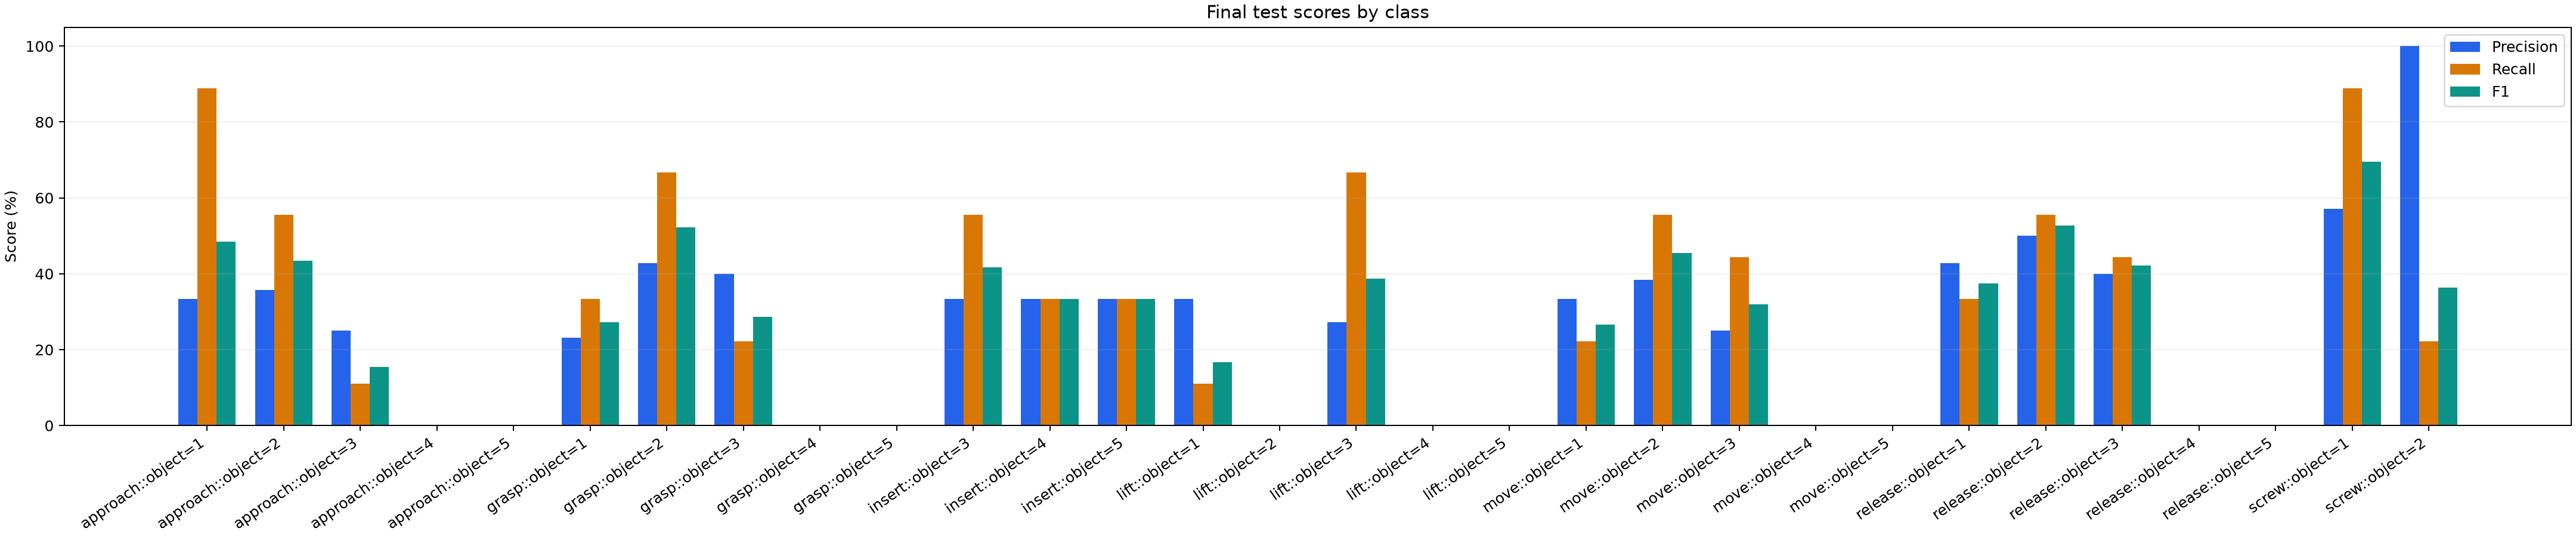 Final test scores by class
Precision
Recall
F1
Score (%)
100
80
60
40
20
0
approach::object=1
approach::object=2
approach::object=3
approach::object=4
approach::object=5
grasp::object=1
grasp::object=2
grasp::object=3
grasp::object=4
grasp::object=5
insert::object=3
insert::object=4
insert::object=5
lift::object=1
lift::object=2
lift::object=3
lift::object=4
lift::object=5
move::object=1
move::object=2
move::object=3
move::object=4
move::object=5
release::object=1
release::object=2
release::object=3
release::object=4
release::object=5
screw::object=1
screw::object=2